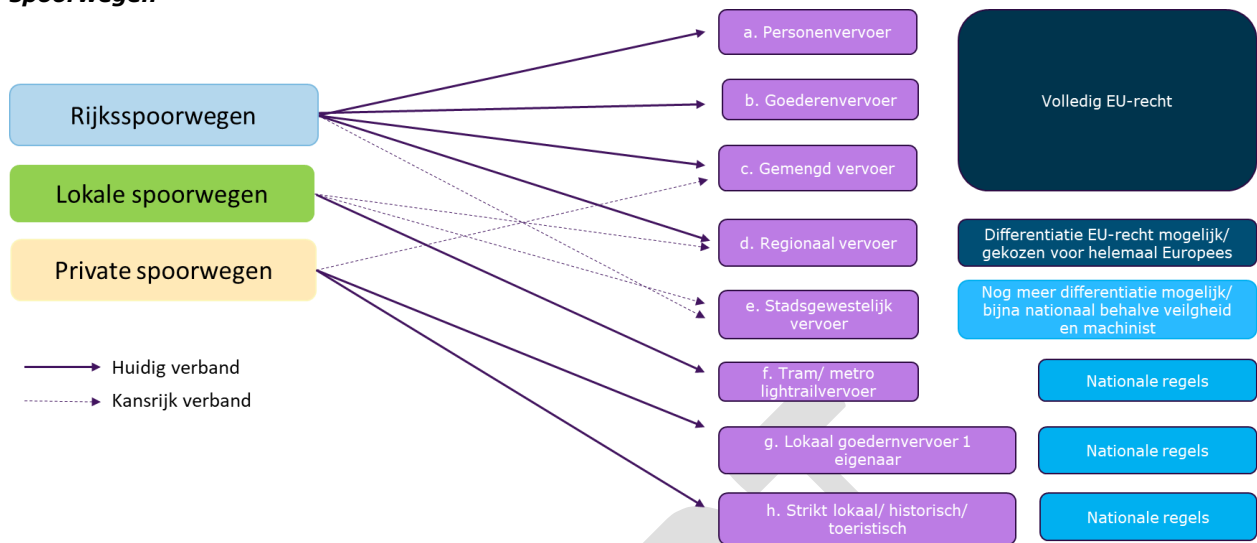 spoorwegen
Rijksspoorwegen
Lokale spoorwegen
Private spoorwegen
Huidig verband
Kansrijk verband
a. Personenvervoer
b. Goederenvervoer
c. Gemengd vervoer
Volledig EU-recht
d. Regionaal vervoer
Differentiatie EU-recht mogelijk/
gekozen voor helemaal Europees
e. Stadsgewestelijk
vervoer
Nog meer differentiatie mogelijk/
bijna nationaal behalve veilgheid
en machinist
f. Tram/ metro
lightrailvervoer
Nationale regels
g. Lokaal goedernvervoer 1
eigenaar
Nationale regels
h. Strikt lokaal/ historisch/
toeristisch
Nationale regels